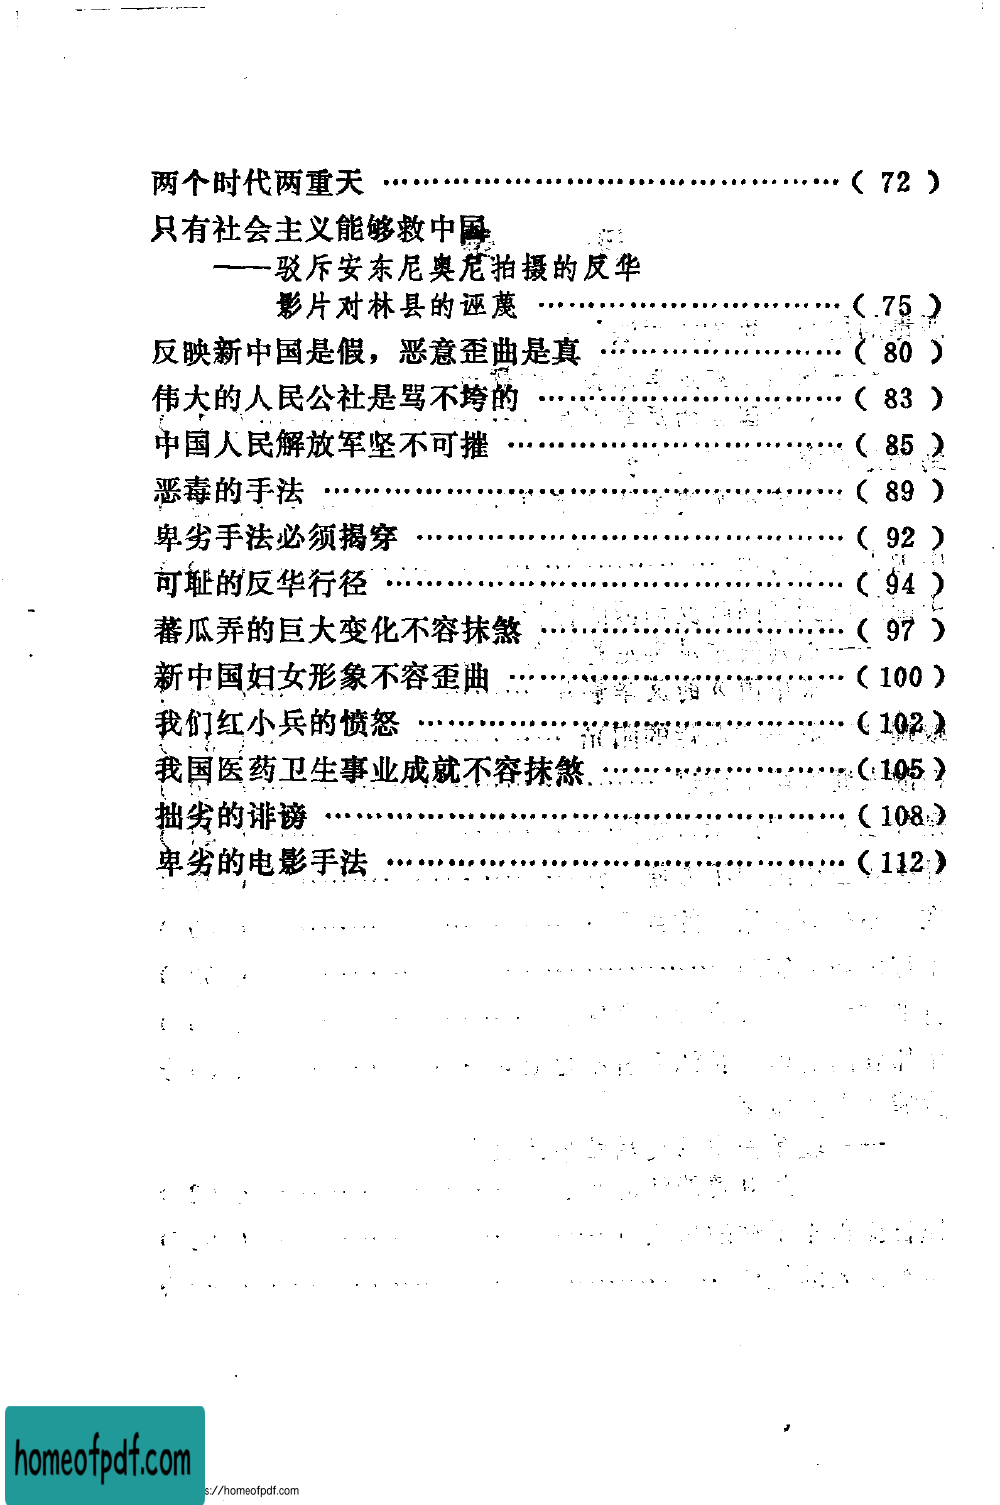 两个时代两重天 ……………………………………( 72 )
只有社会主义能够救中国
——驳斥安东尼奥尼拍摄的反华
影片对林县的诬蔑 ………………………( 75 )
反映新中国是假，恶意歪曲是真 …………………( 80 )
伟大的人民公社是骂不垮的 ………………………( 83 )
中国人民解放军坚不可摧 …………………………( 85 )
恶毒的手法 …………………………………………( 89 )
卑劣手法必须揭穿 …………………………………( 92 )
可耻的反华行径 ……………………………………( 94 )
蕃瓜弄的巨大变化不容抹煞 ………………………( 97 )
新中国妇女形象不容歪曲 …………………………( 100 )
我们红小兵的愤怒 …………………………………( 102 )
我国医药卫生事业成就不容抹煞 …………………( 105 )
拙劣的诽谤 …………………………………………( 108 )
卑劣的电影手法 ……………………………………( 112 )
homeofpdf.com
s://homeofpdf.com